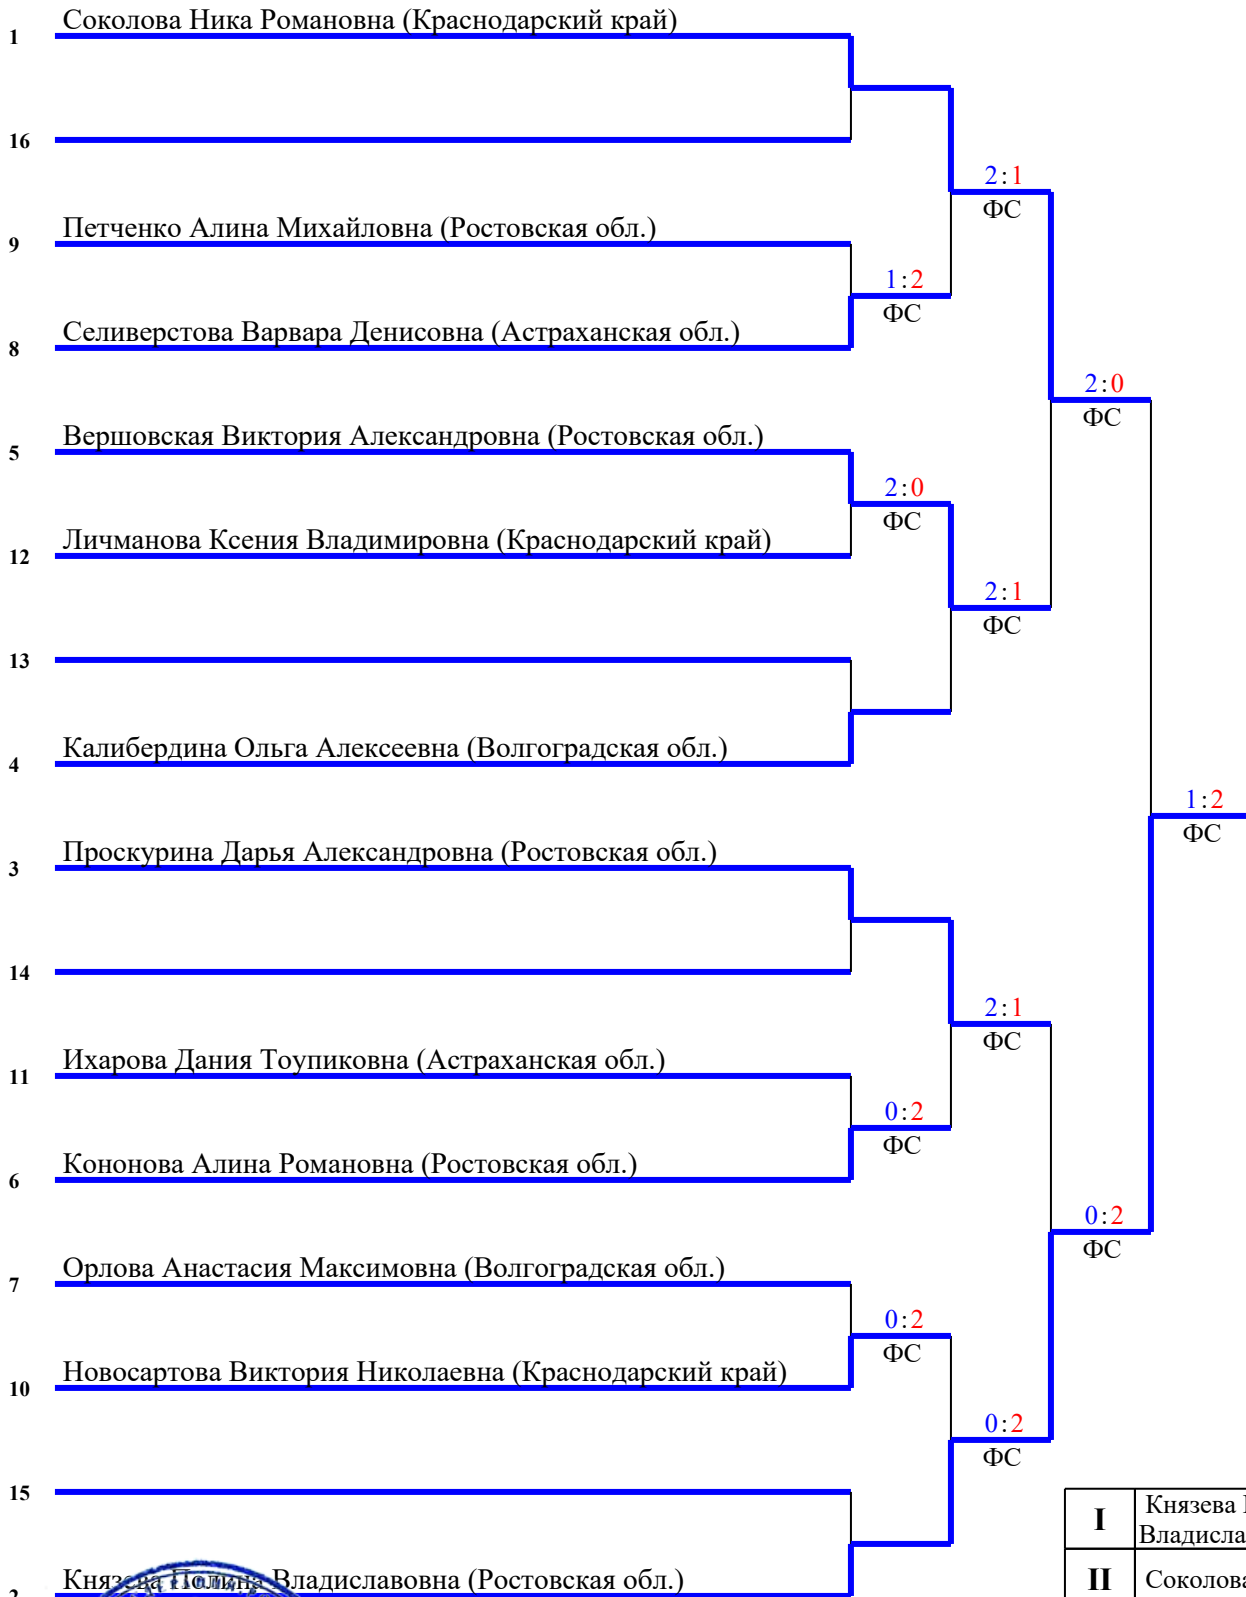 Соколова Ника Романовна (Краснодарский край)
1
16
2:1
ФС
Петченко Алина Михайловна (Ростовская обл.)
9
1:2
ФС
Селиверстова Варвара Денисовна (Астраханская обл.)
8
2:0
ФС
Вершовская Виктория Александровна (Ростовская обл.)
5
2:0
ФС
Личманова Ксения Владимировна (Краснодарский край)
12
2:1
ФС
13
Калибердина Ольга Алексеевна (Волгоградская обл.)
4
1:2
ФС
Проскурина Дарья Александровна (Ростовская обл.)
3
14
2:1
ФС
Ихарова Дания Тоупиковна (Астраханская обл.)
11
0:2
ФС
Кононова Алина Романовна (Ростовская обл.)
6
0:2
ФС
Орлова Анастасия Максимовна (Волгоградская обл.)
7
0:2
ФС
Новосартова Виктория Николаевна (Краснодарский край)
10
0:2
ФС
15
I Князева
Владисла
Князева Полина Владиславовна (Ростовская обл.)
2
II Соколова